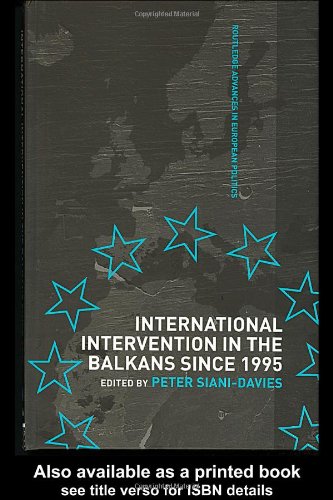 ROUTLEDGE ADVANCES IN EUROPEAN POLITICS
INTERNATIONAL
INTERVENTION IN THE
BALKANS SINCE 1995
EDITED BY PETER SIANI-DAVIES
Also available as a printed book
see title verso for ISBN details